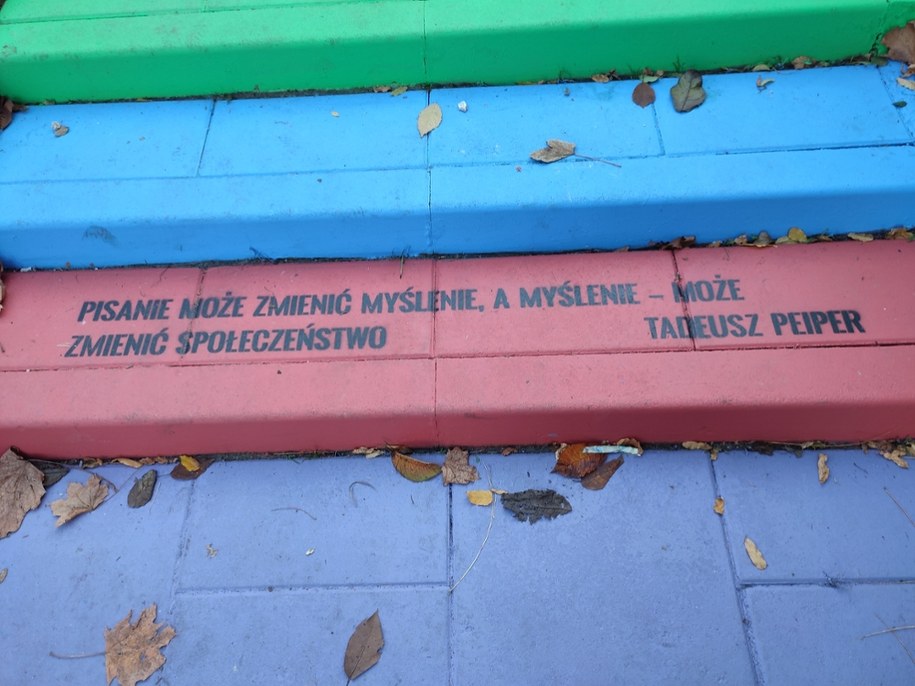 PISANIE MOŻE ZMIENIĆ MYŚLENIE, A MYŚLENIE – MOŻE
ZMIENIĆ SPOŁECZEŃSTWO
TADEUSZ PEIPER